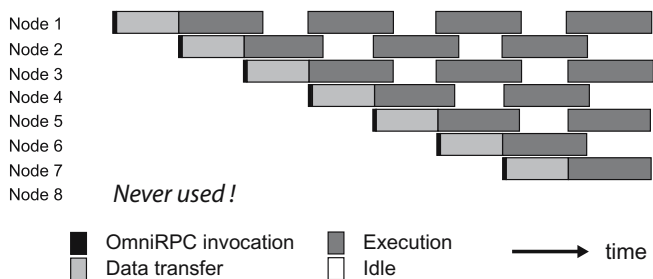 Node 1
Node 2
Node 3
Node 4
Node 5
Node 6
Node 7
Node 8 Never used !
OmniRPC invocation Execution time
Data transfer Idle